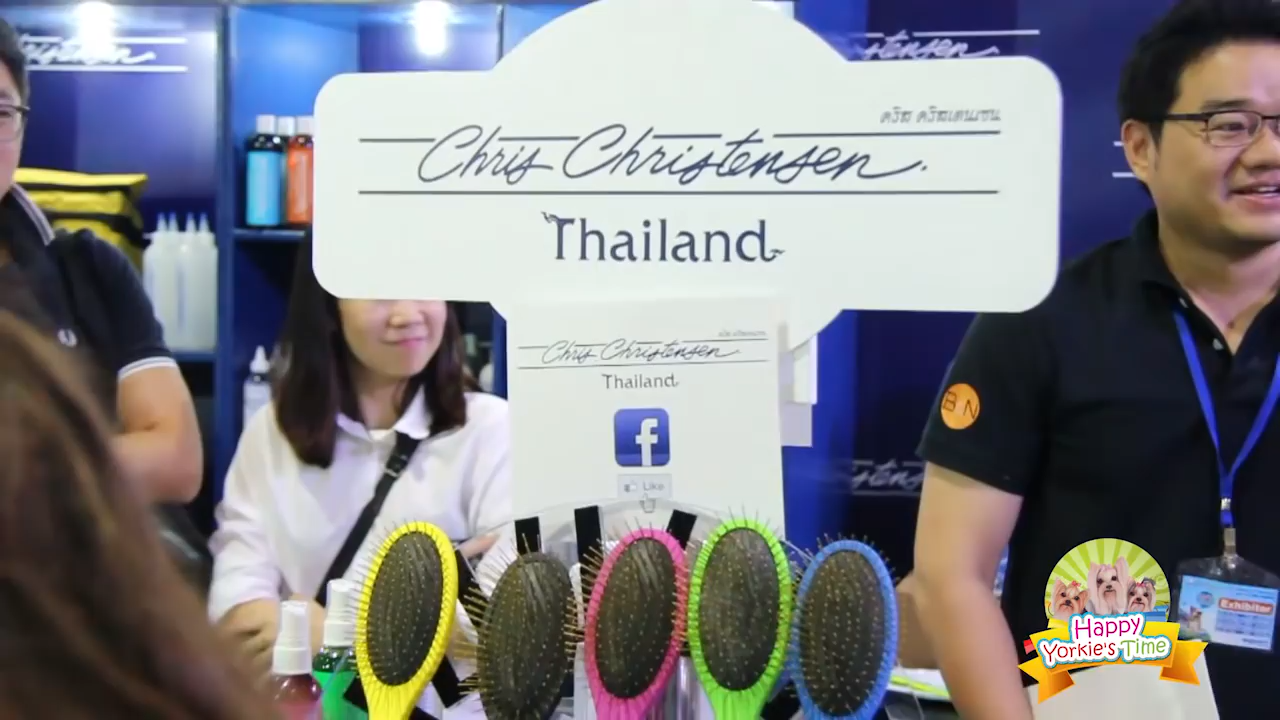 คริส คริสเตนเซน
Chris Christensen.
Thailand
Chris Christensen.
Thailand
f
Like
B N
Exhibitor
Happy
Yorkie's Time